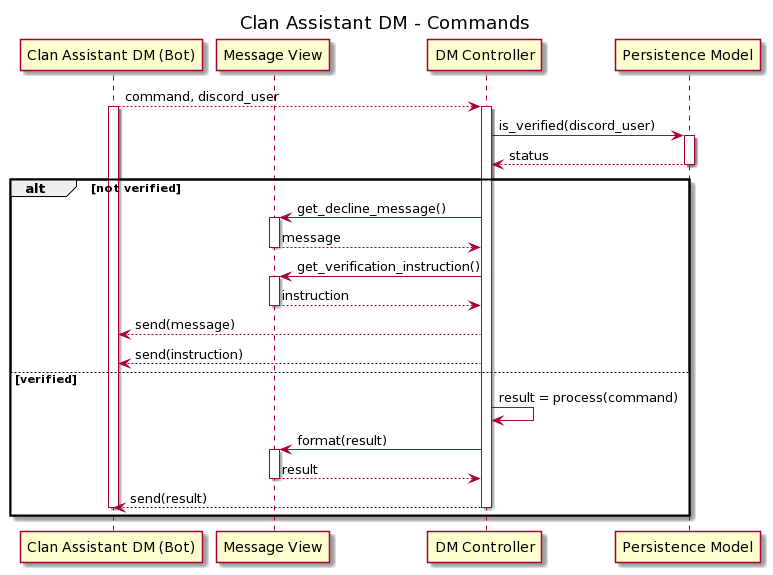 Clan Assistant DM - Commands
Clan Assistant DM (Bot)
Message View
DM Controller
Persistence Model
command, discord_user
is_verified(discord_user)
status
alt
[not verified]
get_decline_message()
message
get_verification_instruction()
instruction
send(message)
send(instruction)
[verified]
result = process(command)
format(result)
result
send(result)
Clan Assistant DM (Bot)
Message View
DM Controller
Persistence Model